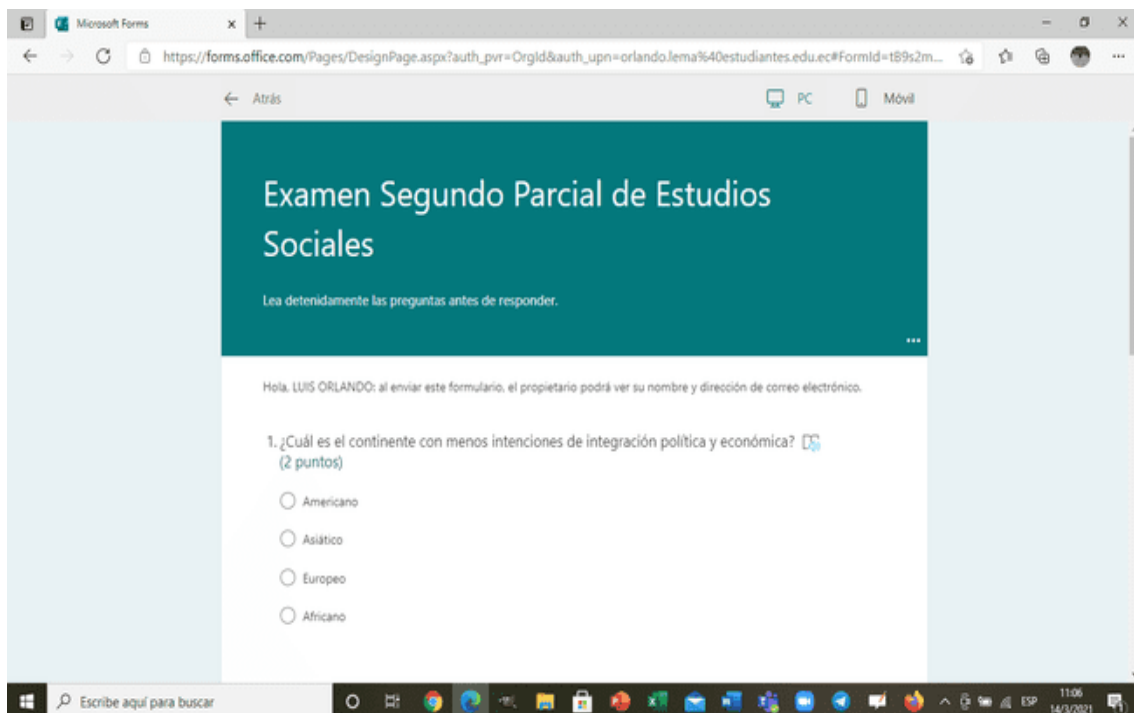 Microsoft Forms
https://forms.office.com/Pages/DesignPage.aspx?auth_pvr=OrgId&auth_upn=orlando.lema%40estudiantes.edu.ec#FormId=tB9s2m...
Atrás
PC
Móvil
Examen Segundo Parcial de Estudios
Sociales
Lea detenidamente las preguntas antes de responder.
Hola, LUIS ORLANDO: al enviar este formulario, el propietario podrá ver su nombre y dirección de correo electrónico.
1. ¿Cuál es el continente con menos intenciones de integración política y económica?
(2 puntos)
Americano
Asiático
Europeo
Africano
Escribe aquí para buscar
ESP
11:06
14/3/2021